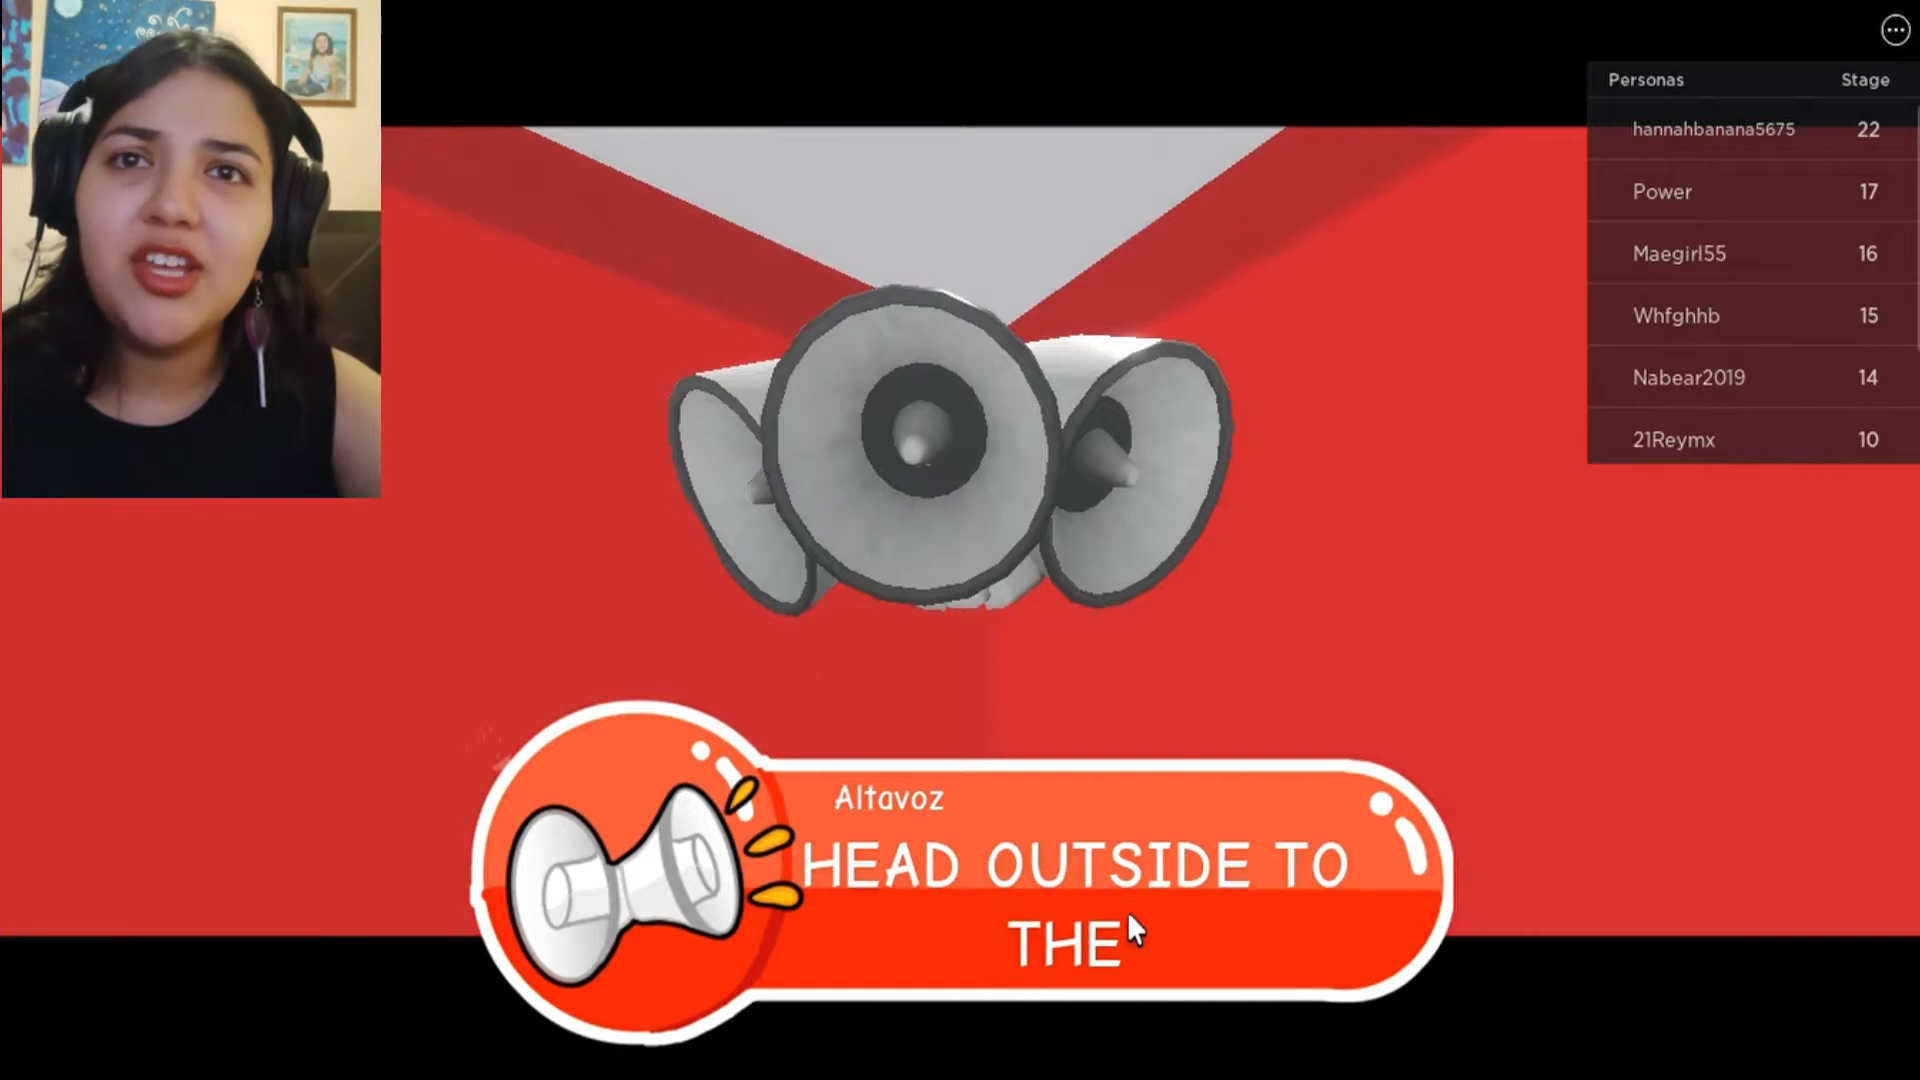 Personas Stage
hannahbanana5675 22
Power 17
Maegirl55 16
Whfghhb 15
Nabear2019 14
21Reymx 10
Altavoz
HEAD OUTSIDE TO
THE